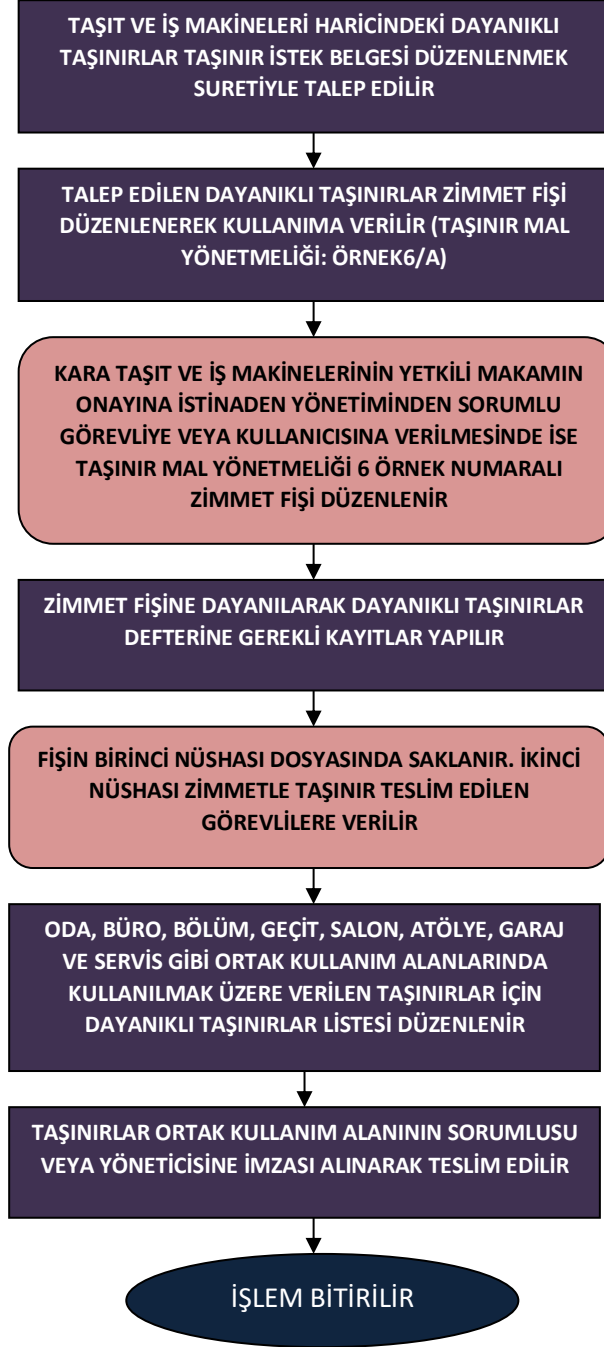 TAŞIT VE İŞ MAKİNELERİ HARİCİNDEKİ DAYANIKLI
TAŞINIRLAR TAŞINIR İSTEK BELGESİ DÜZENLENMEK
SURETİYLE TALEP EDİLİR
TALEP EDİLEN DAYANIKLI TAŞINIRLAR ZİMMET FİŞİ
DÜZENLENEREK KULLANIMA VERİLİR (TAŞINIR MAL
YÖNETMELİĞİ: ÖRNEK6/A)
KARA TAŞIT VE İŞ MAKİNELERİNİN YETKİLİ MAKAMIN
ONAYINA İSTİNADEN YÖNETİMİNDEN SORUMLU
GÖREVLİYE VEYA KULLANICISINA VERİLMESİNDE İSE
TAŞINIR MAL YÖNETMELİĞİ 6 ÖRNEK NUMARALI
ZİMMET FİŞİ DÜZENLENİR
ZİMMET FİŞİNE DAYANILARAK DAYANIKLI TAŞINIRLAR
DEFTERİNE GEREKLİ KAYITLAR YAPILIR
FİŞİN BİRİNCİ NÜSHASI DOSYASINDA SAKLANIR. İKİNCİ
NÜSHASI ZİMMETLE TAŞINIR TESLİM EDİLEN
GÖREVLİLERE VERİLİR
ODA, BÜRO, BÖLÜM, GEÇİT, SALON, ATÖLYE, GARAJ
VE SERVİS GİBİ ORTAK KULLANIM ALANLARINDA
KULLANILMAK ÜZERE VERİLEN TAŞINIRLAR İÇİN
DAYANIKLI TAŞINIRLAR LİSTESİ DÜZENLENİR
TAŞINIRLAR ORTAK KULLANIM ALANININ SORUMLUSU
VEYA YÖNETİCİSİNE İMZASI ALINARAK TESLİM EDİLİR
İŞLEM BİTİRİLİR